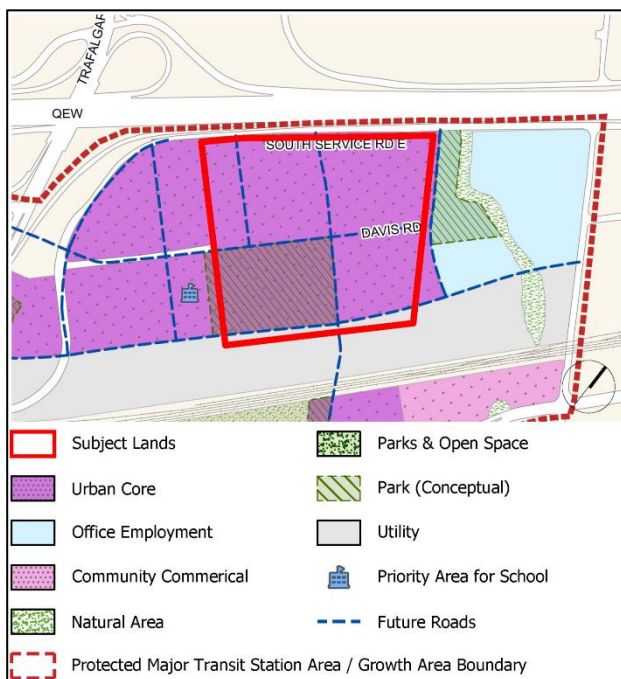 TRAFALGAR
QEW
SOUTH SERVICE RD E
DAVIS RD
Subject Lands
Parks & Open Space
Urban Core
Park (Conceptual)
Office Employment
Utility
Community Commerical
Priority Area for School
Natural Area
Future Roads
Protected Major Transit Station Area / Growth Area Boundary